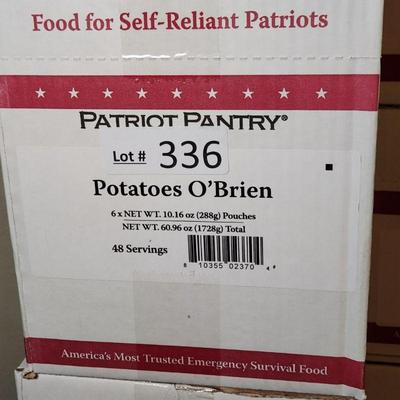 Food for Self-Reliant Patriots
PATRIOT PANTRY®
Lot # 336
Potatoes O'Brien
6 x NET WT. 10.16 oz (288g) Pouches
NET WT. 60.96 oz (1728g) Total
48 Servings
8 10355 02370 4
America's Most Trusted Emergency Survival Food